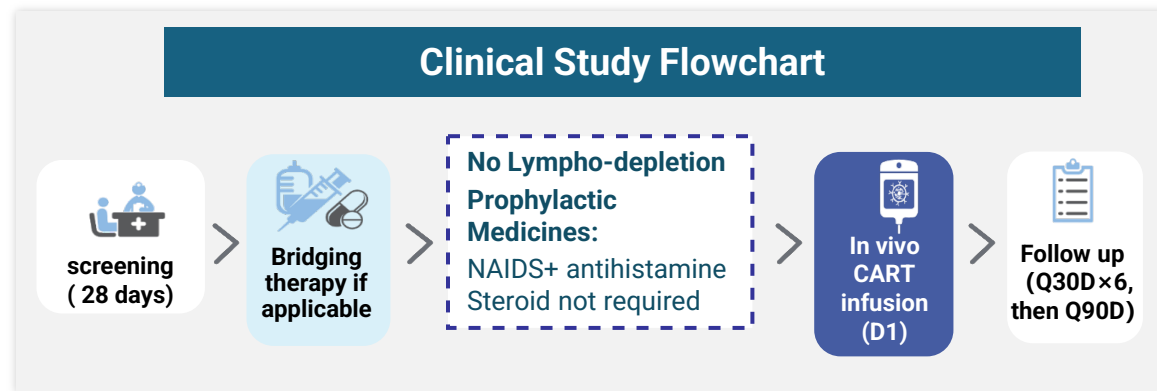 Clinical Study Flowchart
screening
( 28 days)
Bridging
therapy if
applicable
No Lympho-depletion
Prophylactic
Medicines:
NAIDS+ antihistamine
Steroid not required
In vivo
CART
infusion
(D1)
Follow up
(Q30D×6,
then Q90D)